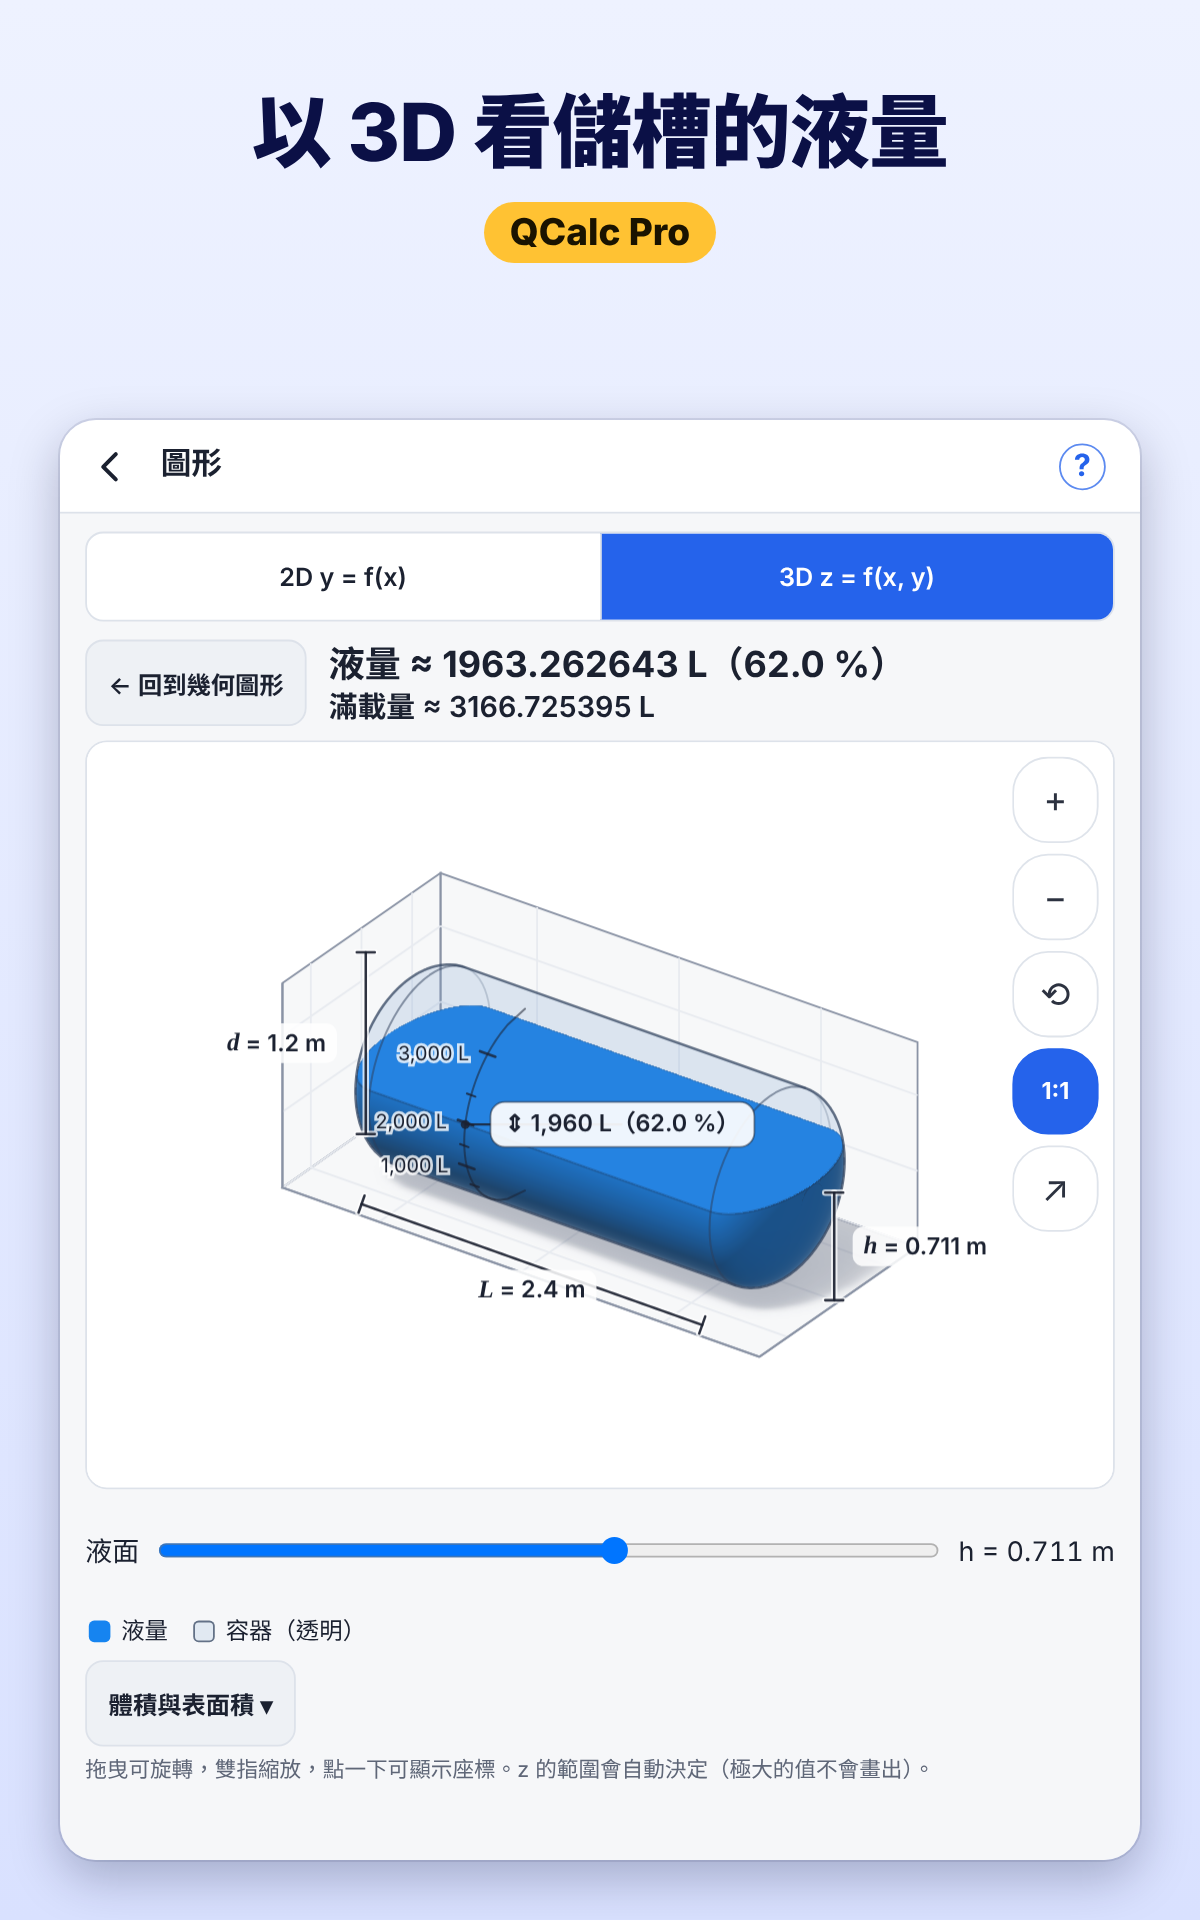 以 3D 看儲槽的液量
QCalc Pro
圖形
?
2D y = f(x)
3D z = f(x, y)
← 回到幾何圖形
液量 ≈ 1963.262643 L（62.0 %）
滿載量 ≈ 3166.725395 L
+
−
⟲
1:1
↗
d = 1.2 m
3,000 L
2,000 L
⇕ 1,960 L（62.0 %）
1,000 L
h = 0.711 m
L = 2.4 m
液面
h = 0.711 m
液量
容器（透明）
體積與表面積 ▾
拖曳可旋轉，雙指縮放，點一下可顯示座標。z 的範圍會自動決定（極大的值不會畫出）。